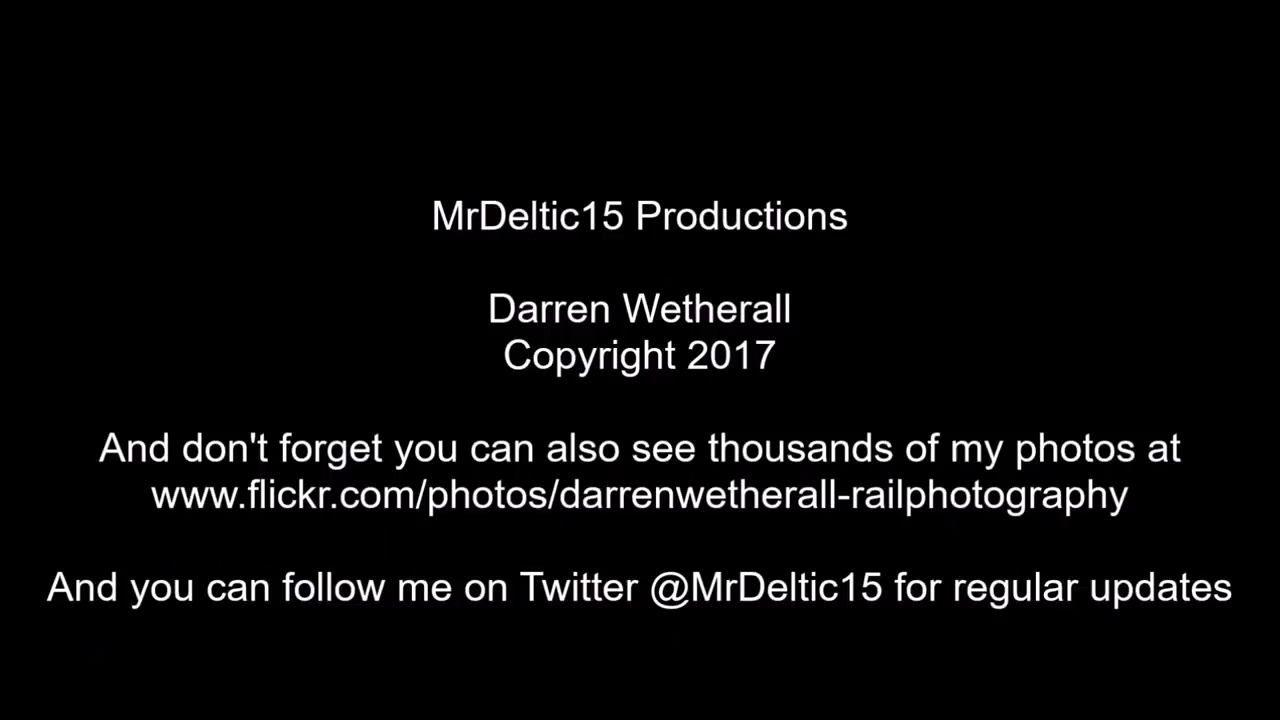 MrDeltic15 Productions
Darren Wetherall
Copyright 2017
And don't forget you can also see thousands of my photos at
www.flickr.com/photos/darrenwetherall-railphotography
And you can follow me on Twitter @MrDeltic15 for regular updates